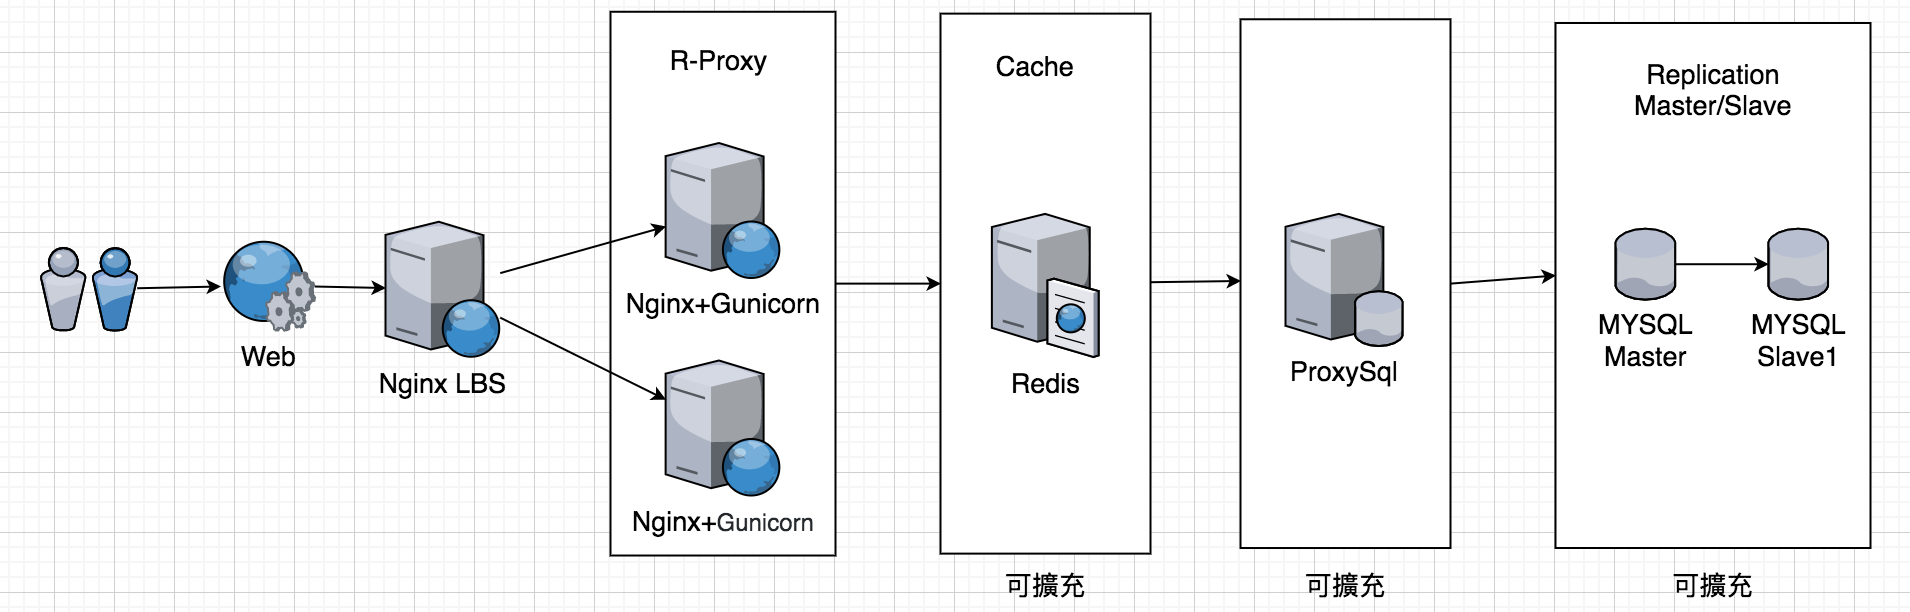 Web
Nginx LBS
R-Proxy
Nginx+Gunicorn
Nginx+Gunicorn
Cache
Redis
可擴充
ProxySql
可擴充
Replication
Master/Slave
MYSQL
Master
MYSQL
Slave1
可擴充